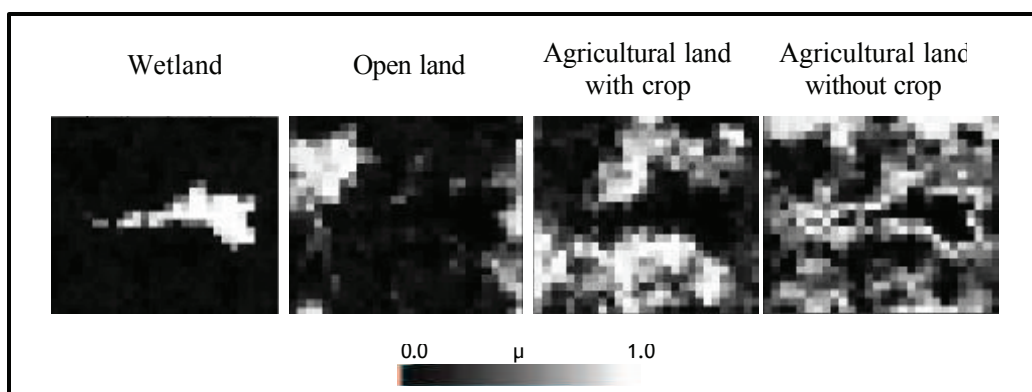 Wetland
Open land
Agricultural land
with crop
Agricultural land
without crop
0.0 μ 1.0